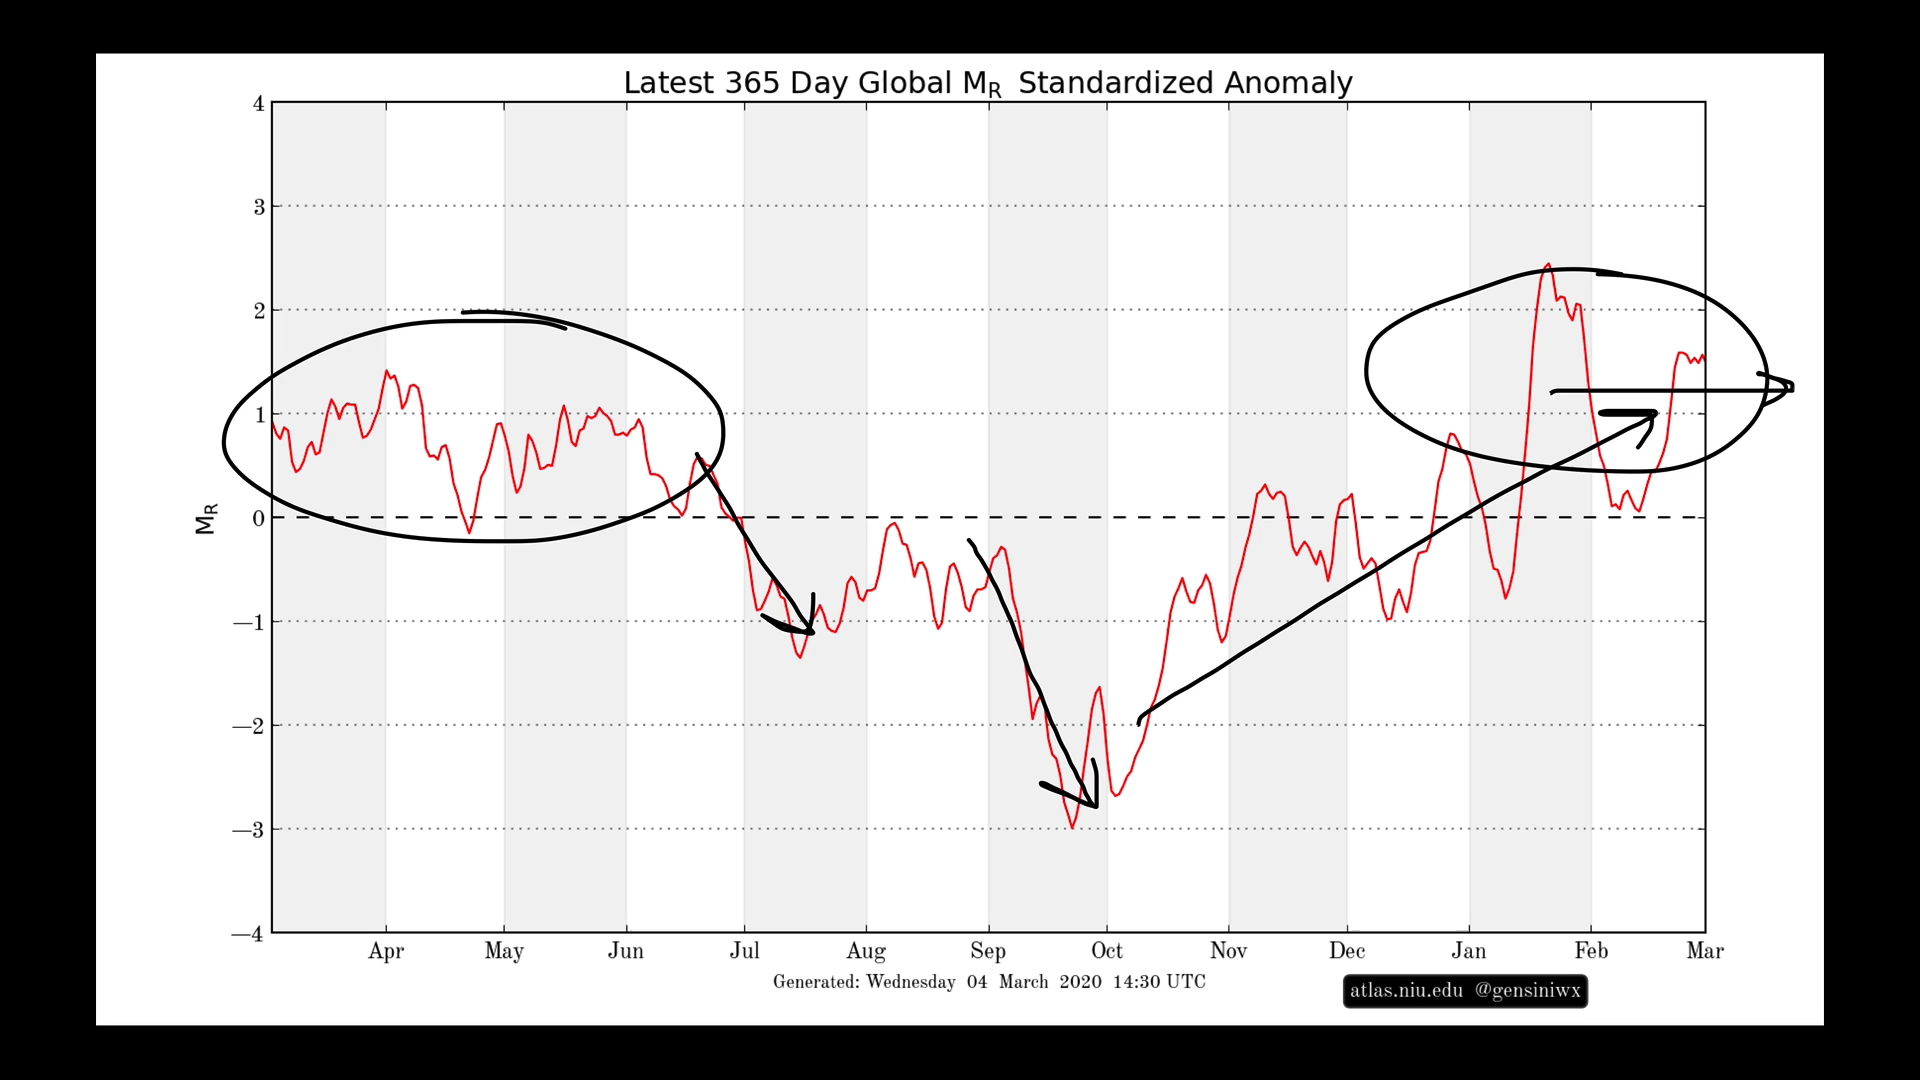 Latest 365 Day Global MR Standardized Anomaly
4
3
2
1
0
—1
—2
—3
—4
MR
Apr May Jun Jul Aug Sep Oct Nov Dec Jan Feb Mar
Generated: Wednesday 04 March 2020 14:30 UTC
atlas.niu.edu @gensiniwx